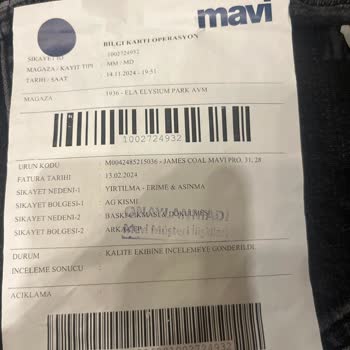 mavi
BILGI KARTI OPERASYON
SIKAYET ID : 1002724932
MAGAZA - KAYIT TIPI : MM / MD
TARIHI - SAAT : 14.11.2024 - 19:51
MAGAZA : 1936 - ELA ELYSIUM PARK AVM
1002724932
URUN KODU : M0042485215036 - JAMES COAL MAVI PRO. 31; 28
FATURA TARIHI : 13.02.2024
SIKAYET NEDENI-1 : YIRTILMA - ERIME & ASINMA
SIKAYET BOLGESI-1 : AG KISMI
SIKAYET NEDENI-2 : BASKI
SIKAYET BOLGESI-2 : ARKA
DURUM : KALITE EKIBINE INCELEMEYE GONDERILDI.
INCELEME SONUCU :
ACIKLAMA